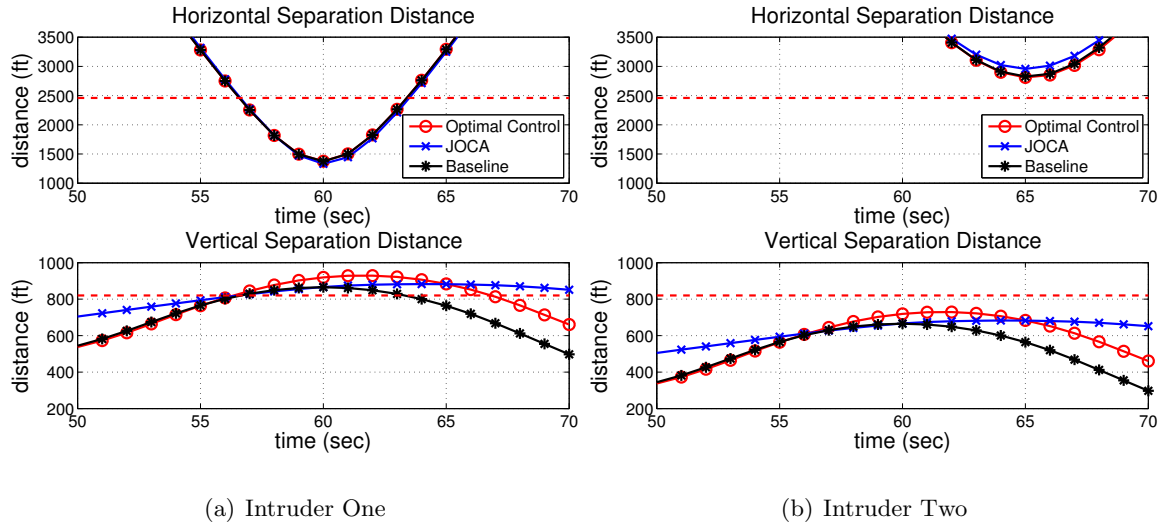 Horizontal Separation Distance
3500
3000
2500
2000
1500
1000
distance (ft)
50 55 60 65 70
time (sec)
Optimal Control
JOCA
Baseline
Vertical Separation Distance
1000
800
600
400
200
distance (ft)
50 55 60 65 70
time (sec)
(a) Intruder One
Horizontal Separation Distance
3500
3000
2500
2000
1500
1000
distance (ft)
50 55 60 65 70
time (sec)
Optimal Control
JOCA
Baseline
Vertical Separation Distance
1000
800
600
400
200
distance (ft)
50 55 60 65 70
time (sec)
(b) Intruder Two